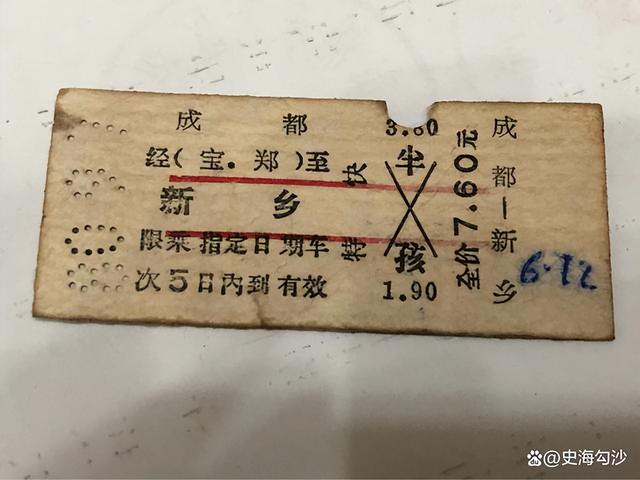 成都
经(宝.郑)至
新乡
限乘指定日期车
次5日内到有效
特快
3.80
半
孩
1.90
全价7.60元
成都—新乡
6.12
百度 @史海勾沙